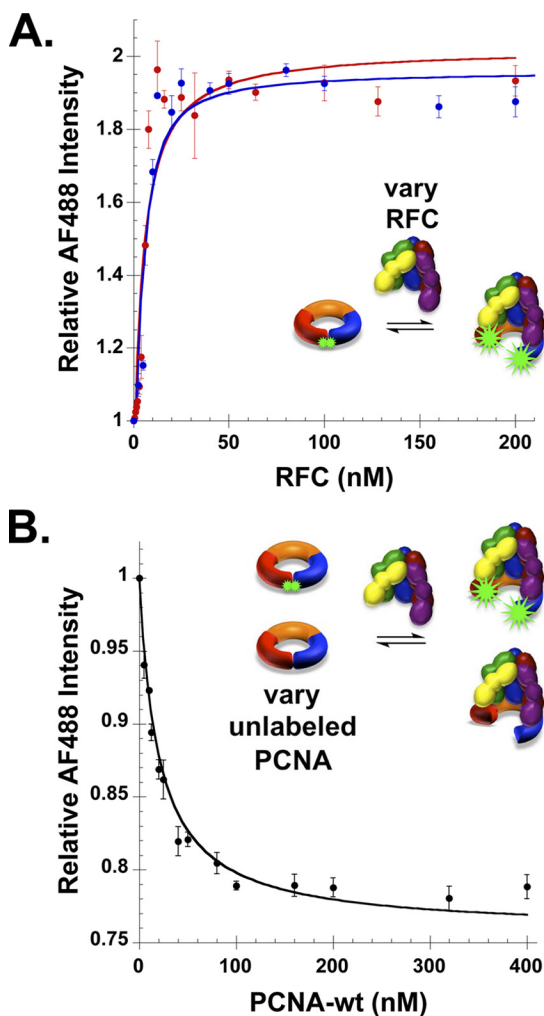 A.
Relative AF488 Intensity
2
1.8
1.6
1.4
1.2
1
vary
RFC
0
50
100
150
200
RFC (nM)
B.
Relative AF488 Intensity
1
0.95
0.9
0.85
0.8
0.75
vary
unlabeled
PCNA
0
100
200
300
400
PCNA-wt (nM)